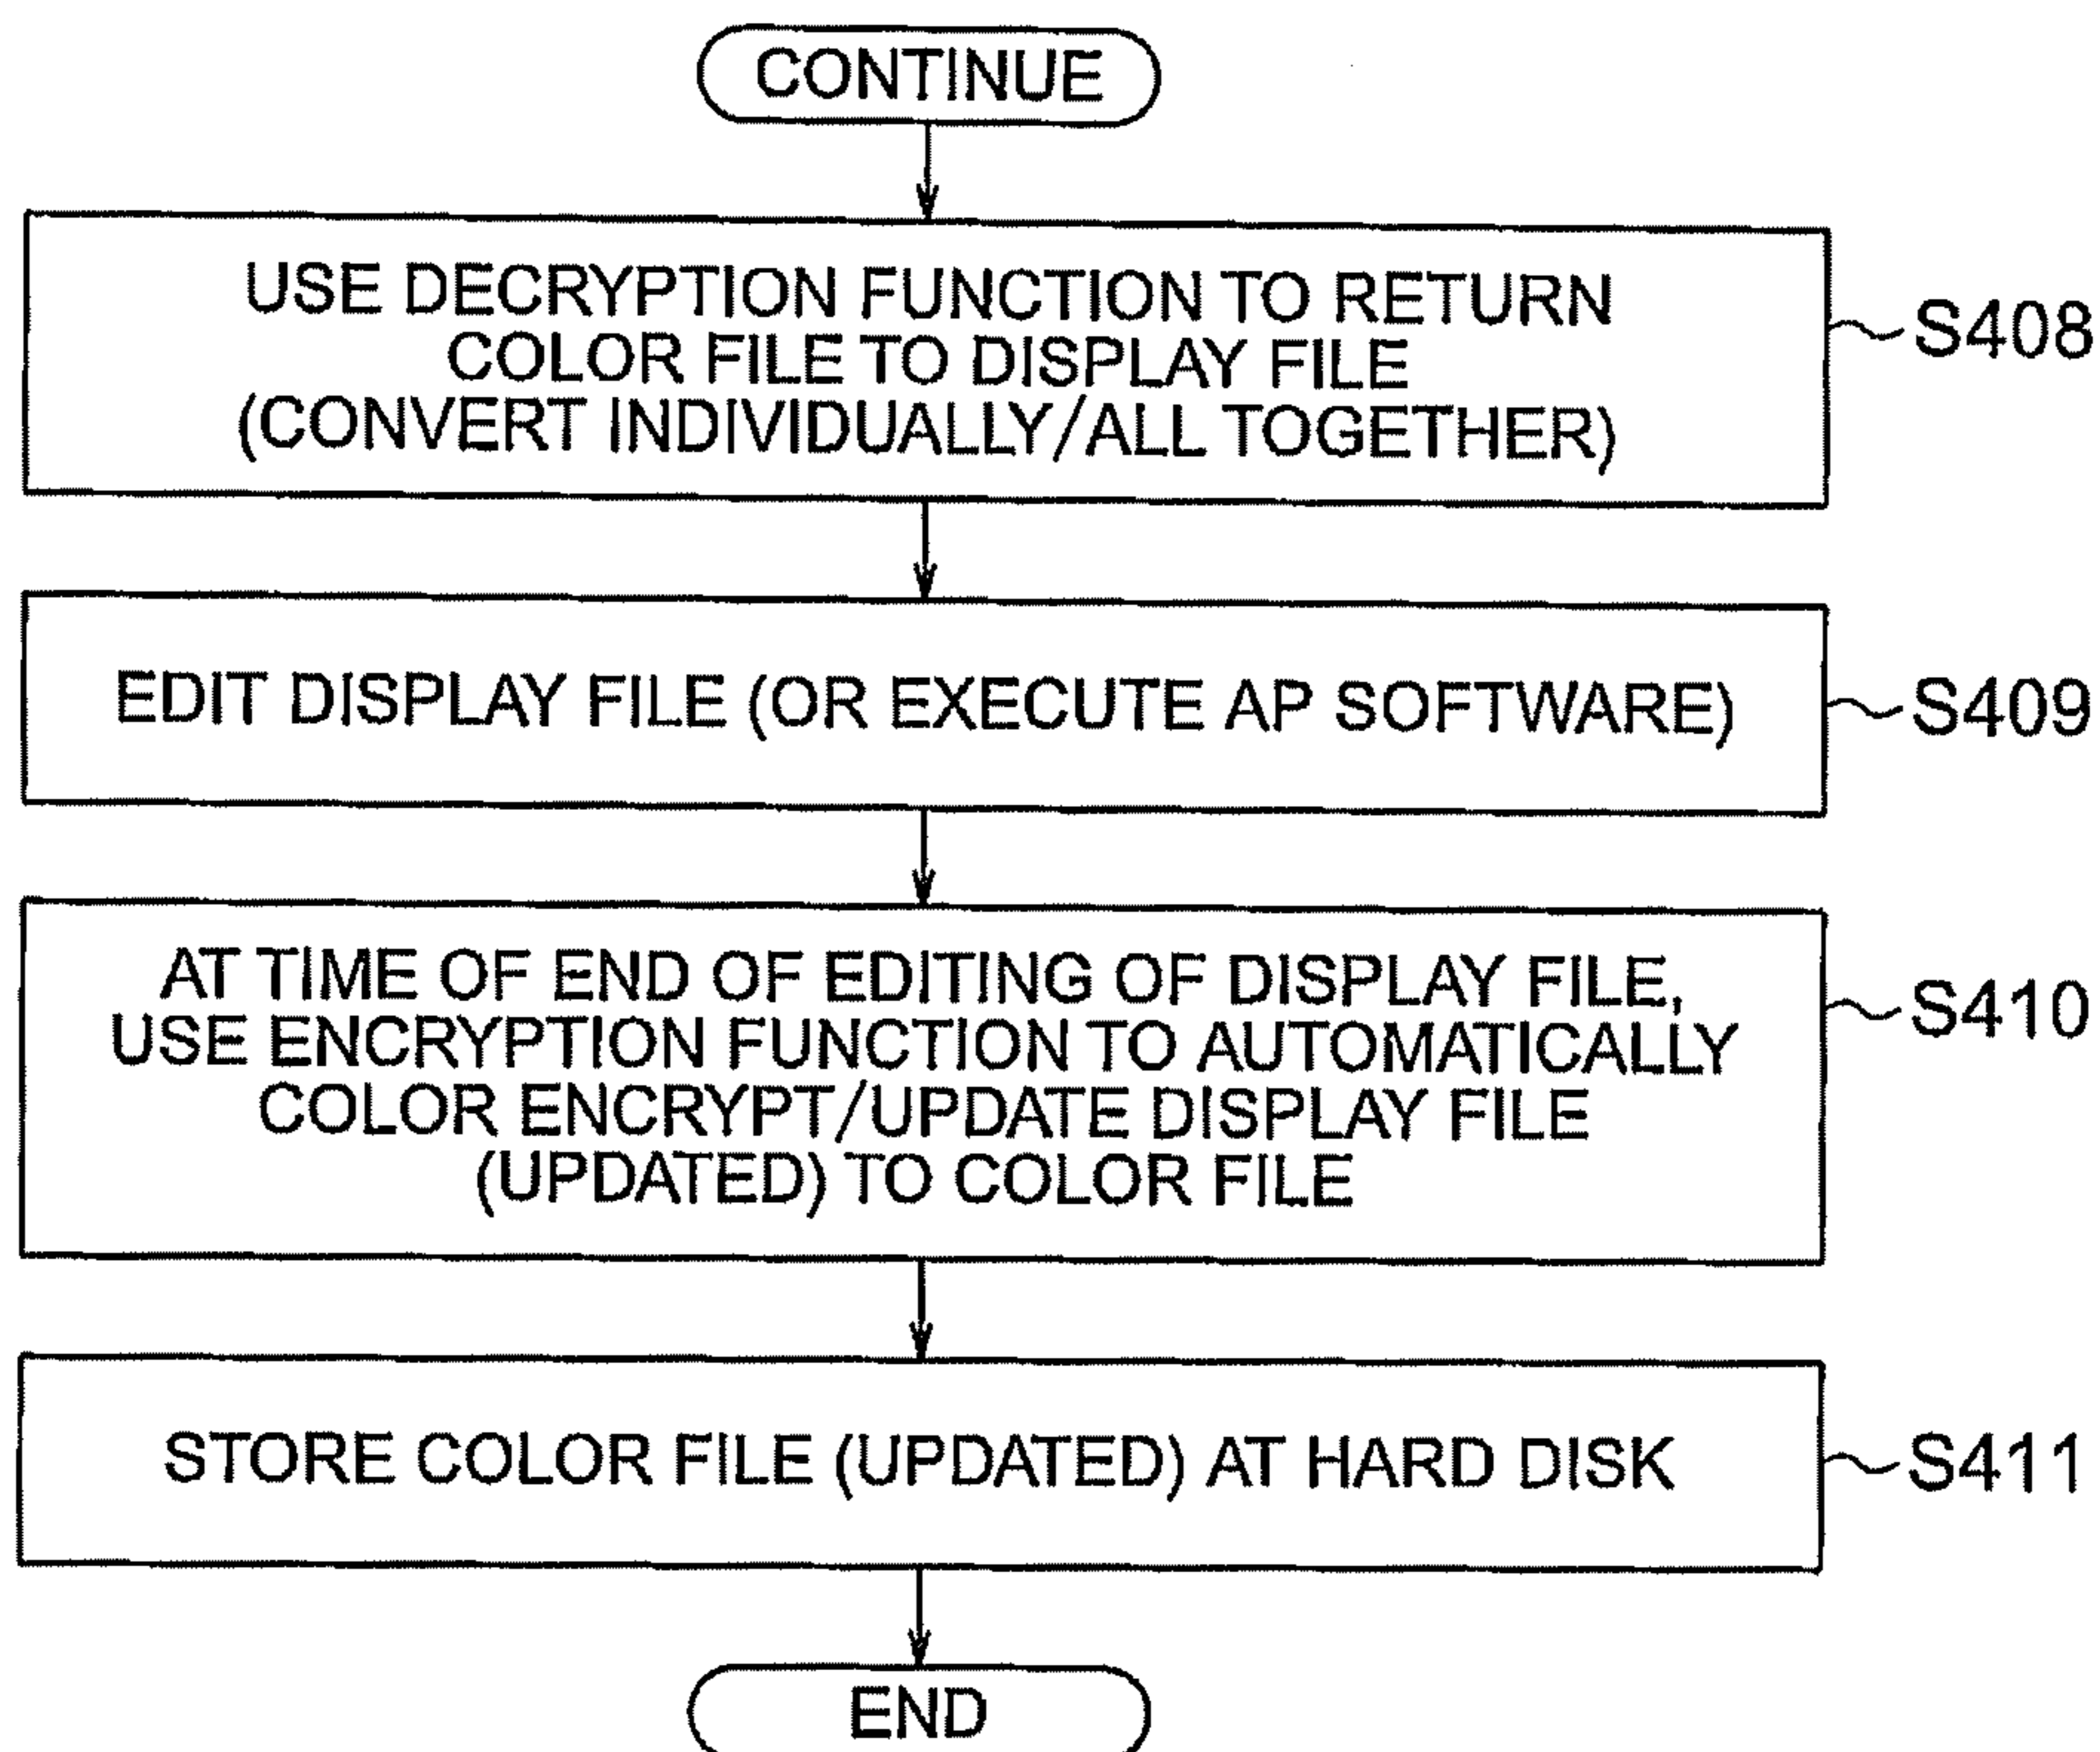 CONTINUE
USE DECRYPTION FUNCTION TO RETURN
COLOR FILE TO DISPLAY FILE
(CONVERT INDIVIDUALLY/ALL TOGETHER)
S408
EDIT DISPLAY FILE (OR EXECUTE AP SOFTWARE)
S409
AT TIME OF END OF EDITING OF DISPLAY FILE,
USE ENCRYPTION FUNCTION TO AUTOMATICALLY
COLOR ENCRYPT/UPDATE DISPLAY FILE
(UPDATED) TO COLOR FILE
S410
STORE COLOR FILE (UPDATED) AT HARD DISK
S411
END